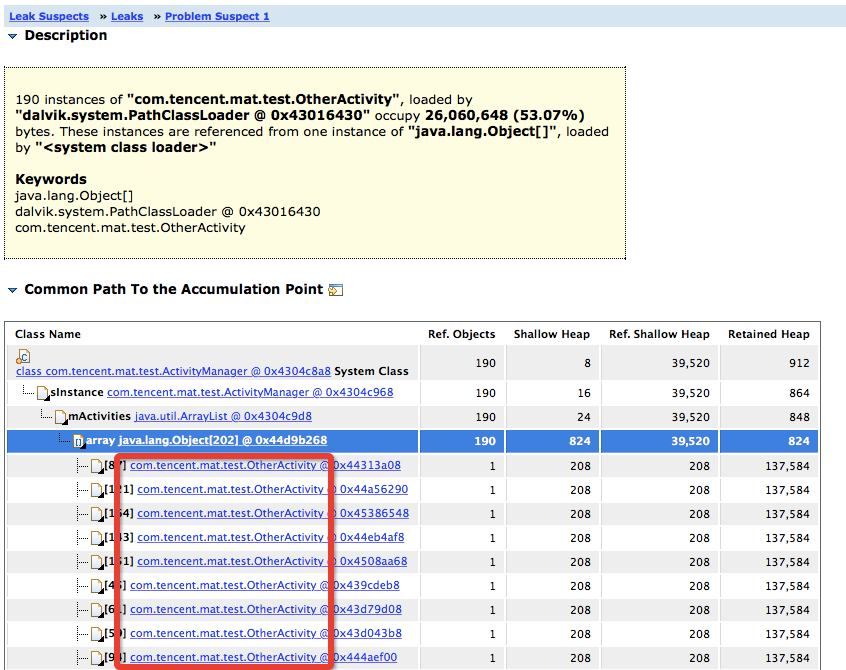 Leak Suspects » Leaks » Problem Suspect 1
Description
190 instances of "com.tencent.mat.test.OtherActivity", loaded by
"dalvik.system.PathClassLoader @ 0x43016430" occupy 26,060,648 (53.07%)
bytes. These instances are referenced from one instance of "java.lang.Object[]", loaded
by "<system class loader>"
Keywords
java.lang.Object[]
dalvik.system.PathClassLoader @ 0x43016430
com.tencent.mat.test.OtherActivity
Common Path To the Accumulation Point
Class Name Ref. Objects Shallow Heap Ref. Shallow Heap Retained Heap
class com.tencent.mat.test.ActivityManager @ 0x4304c8a8 System Class 190 8 39,520 912
sInstance com.tencent.mat.test.ActivityManager @ 0x4304c968 190 16 39,520 864
mActivities java.util.ArrayList @ 0x4304c9d8 190 24 39,520 848
array java.lang.Object[202] @ 0x44d9b268 190 824 39,520 824
[87] com.tencent.mat.test.OtherActivity @ 0x44313a08 1 208 208 137,584
[121] com.tencent.mat.test.OtherActivity @ 0x44a56290 1 208 208 137,584
[164] com.tencent.mat.test.OtherActivity @ 0x45386548 1 208 208 137,584
[143] com.tencent.mat.test.OtherActivity @ 0x44eb4af8 1 208 208 137,584
[151] com.tencent.mat.test.OtherActivity @ 0x4508aa68 1 208 208 137,584
com.tencent.mat.test.OtherActivity @ 0x439cdeb8 1 208 208 137,584
com.tencent.mat.test.OtherActivity @ 0x43d79d08 1 208 208 137,584
com.tencent.mat.test.OtherActivity @ 0x43d043b8 1 208 208 137,584
com.tencent.mat.test.OtherActivity @ 0x444aef00 1 208 208 137,584